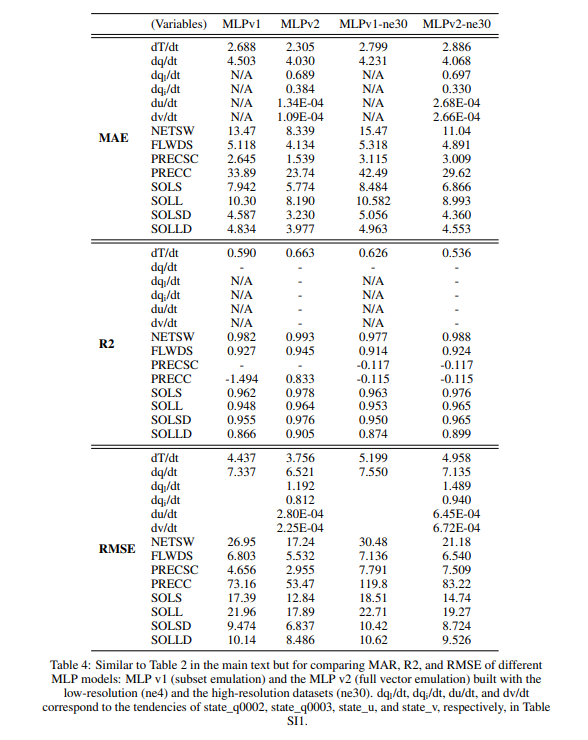 (Variables) MLPv1 MLPv2 MLPv1-ne30 MLPv2-ne30
dT/dt 2.688 2.305 2.799 2.886
dq/dt 4.503 4.030 4.231 4.068
dql/dt N/A 0.689 N/A 0.697
dqi/dt N/A 0.384 N/A 0.330
du/dt N/A 1.34E-04 N/A 2.68E-04
dv/dt N/A 1.09E-04 N/A 2.66E-04
NETSW 13.47 8.339 15.47 11.04
MAE FLWDS 5.118 4.134 5.318 4.891
PRECSC 2.645 1.539 3.115 3.009
PRECC 33.89 23.74 42.49 29.62
SOLS 7.942 5.774 8.484 6.866
SOLL 10.30 8.190 10.582 8.993
SOLSD 4.587 3.230 5.056 4.360
SOLLD 4.834 3.977 4.963 4.553
dT/dt 0.590 0.663 0.626 0.536
dq/dt - - - -
dql/dt N/A - N/A -
dqi/dt N/A - N/A -
du/dt N/A - N/A -
dv/dt N/A - N/A -
NETSW 0.982 0.993 0.977 0.988
R2 FLWDS 0.927 0.945 0.914 0.924
PRECSC - - -0.117 -0.117
PRECC -1.494 0.833 -0.115 -0.115
SOLS 0.962 0.978 0.963 0.976
SOLL 0.948 0.964 0.953 0.965
SOLSD 0.955 0.976 0.950 0.965
SOLLD 0.866 0.905 0.874 0.899
dT/dt 4.437 3.756 5.199 4.958
dq/dt 7.337 6.521 7.550 7.135
dql/dt 1.192 1.489
dqi/dt 0.812 0.940
du/dt 2.80E-04 6.45E-04
dv/dt 2.25E-04 6.72E-04
NETSW 26.95 17.24 30.48 21.18
RMSE FLWDS 6.803 5.532 7.136 6.540
PRECSC 4.656 2.955 7.791 7.509
PRECC 73.16 53.47 119.8 83.22
SOLS 17.39 12.84 18.51 14.74
SOLL 21.96 17.89 22.71 19.27
SOLSD 9.474 6.837 10.42 8.724
SOLLD 10.14 8.486 10.62 9.526
Table 4: Similar to Table 2 in the main text but for comparing MAR, R2, and RMSE of different
MLP models: MLP v1 (subset emulation) and the MLP v2 (full vector emulation) built with the
low-resolution (ne4) and the high-resolution datasets (ne30). dql/dt, dqi/dt, du/dt, and dv/dt
correspond to the tendencies of state_q0002, state_q0003, state_u, and state_v, respectively, in Table
SI1.